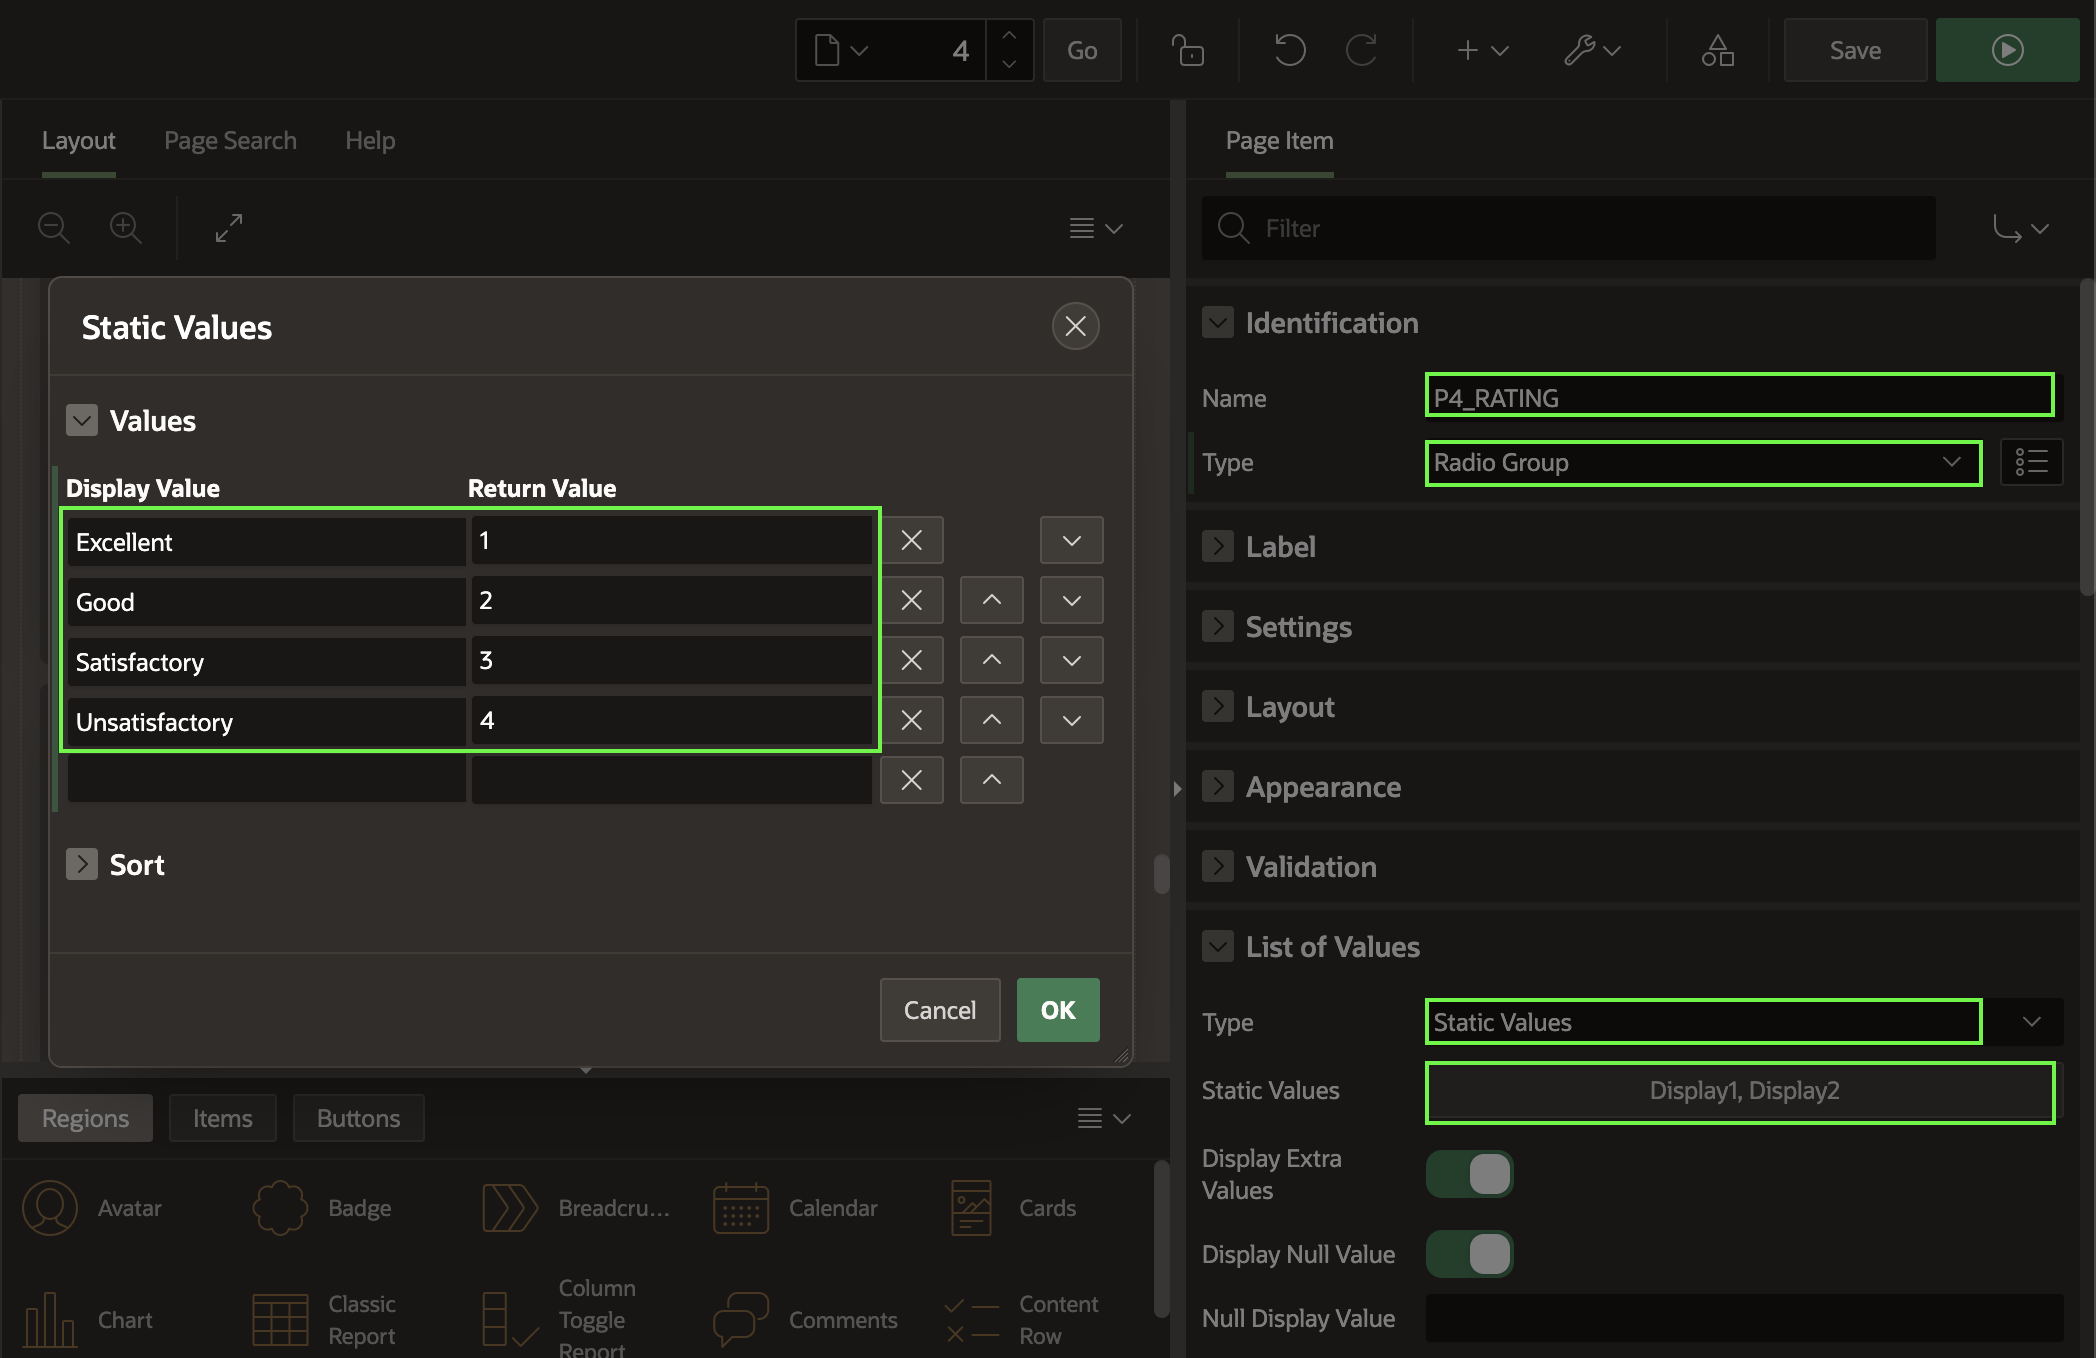 4
Go
Save
Layout
Page Search
Help
Page Item
Filter
Static Values
Values
Display Value
Return Value
Excellent
1
Good
2
Satisfactory
3
Unsatisfactory
4
Sort
Cancel
OK
Identification
Name
P4_RATING
Type
Radio Group
Label
Settings
Layout
Appearance
Validation
List of Values
Type
Static Values
Static Values
Display1, Display2
Display Extra
Values
Display Null Value
Null Display Value
Regions
Items
Buttons
Avatar
Badge
Breadcru...
Calendar
Cards
Chart
Classic
Report
Column
Toggle
Report
Comments
Content
Row